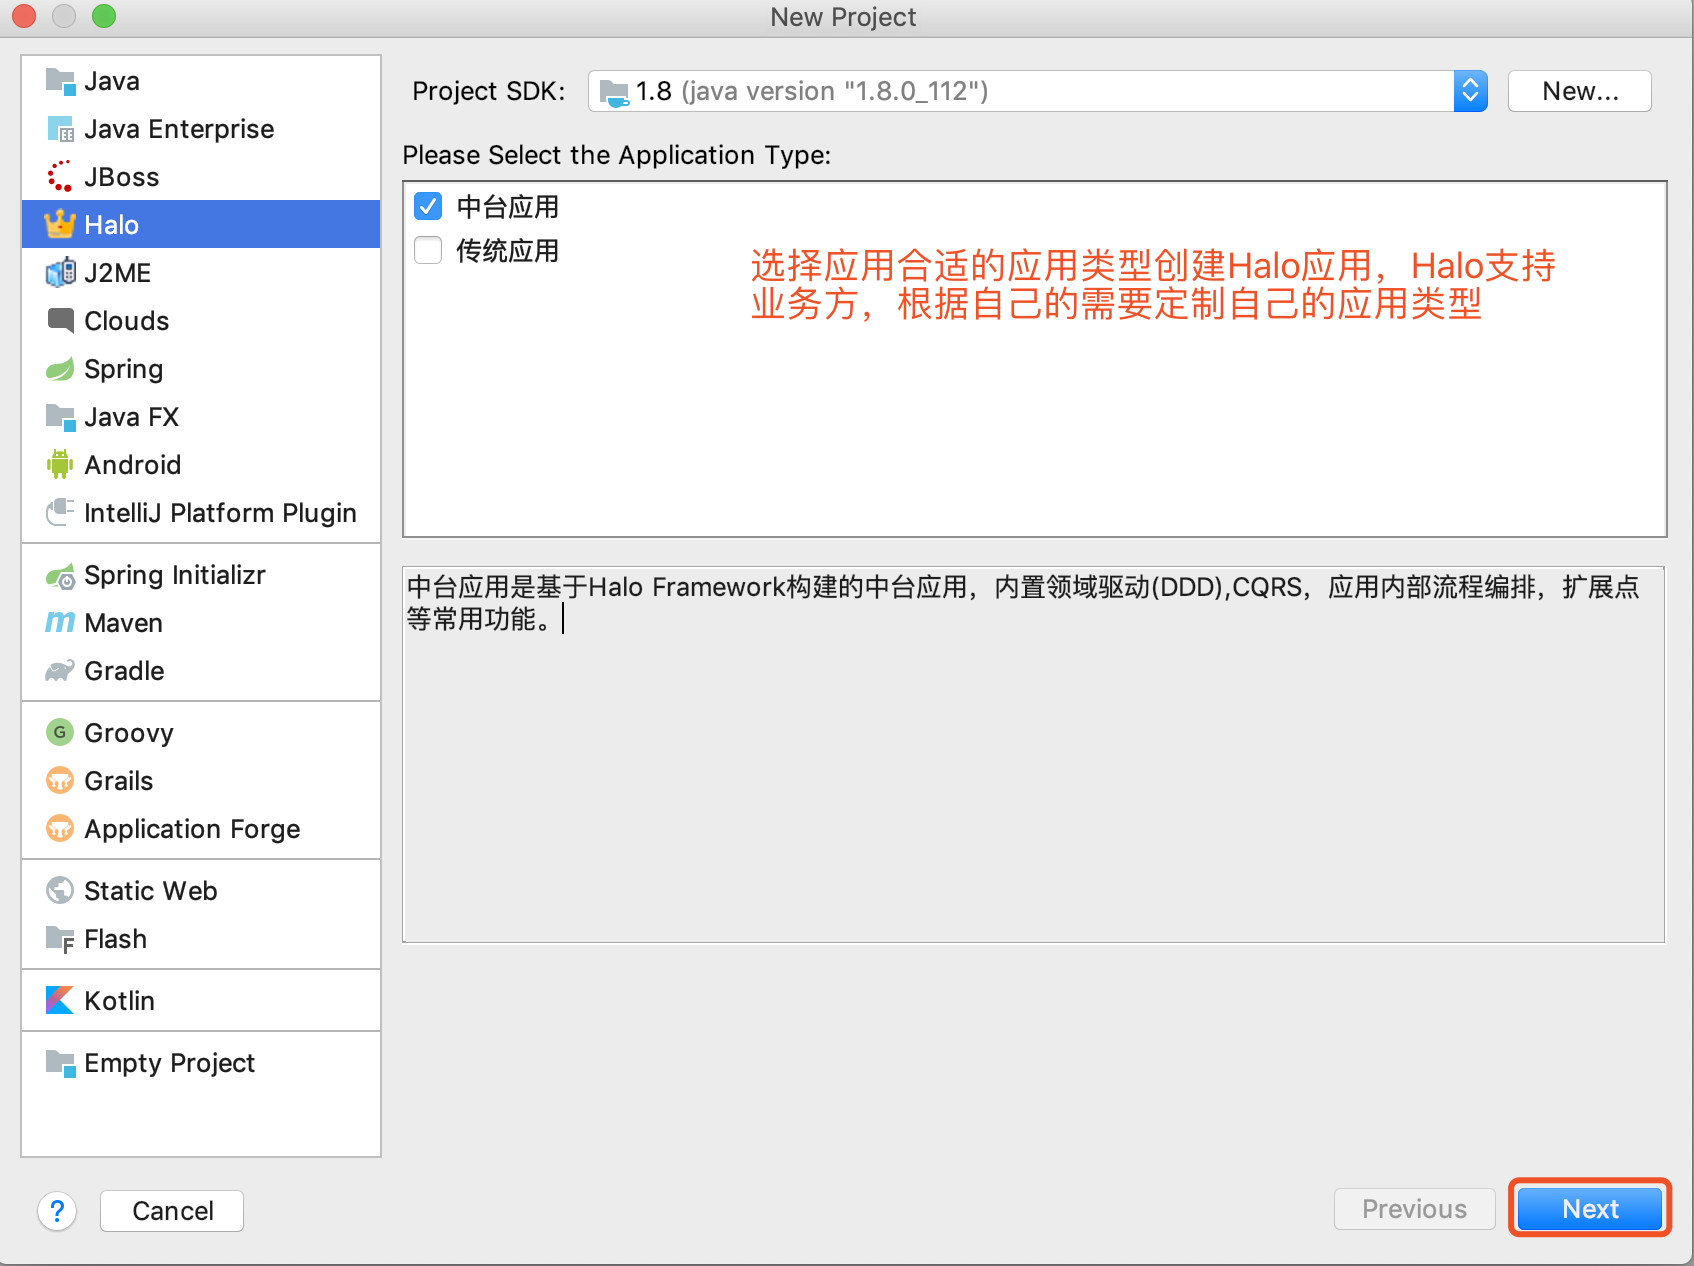 New Project
Java
Java Enterprise
JBoss
Halo
J2ME
Clouds
Spring
Java FX
Android
IntelliJ Platform Plugin
Spring Initializr
Maven
Gradle
Groovy
Grails
Application Forge
Static Web
Flash
Kotlin
Empty Project
Project SDK:
1.8 (java version "1.8.0_112")
New...
Please Select the Application Type:
中台应用
传统应用
选择应用合适的应用类型创建Halo应用，Halo支持
业务方，根据自己的需要定制自己的应用类型
中台应用是基于Halo Framework构建的中台应用，内置领域驱动(DDD),CQRS，应用内部流程编排，扩展点
等常用功能。
?
Cancel
Previous
Next